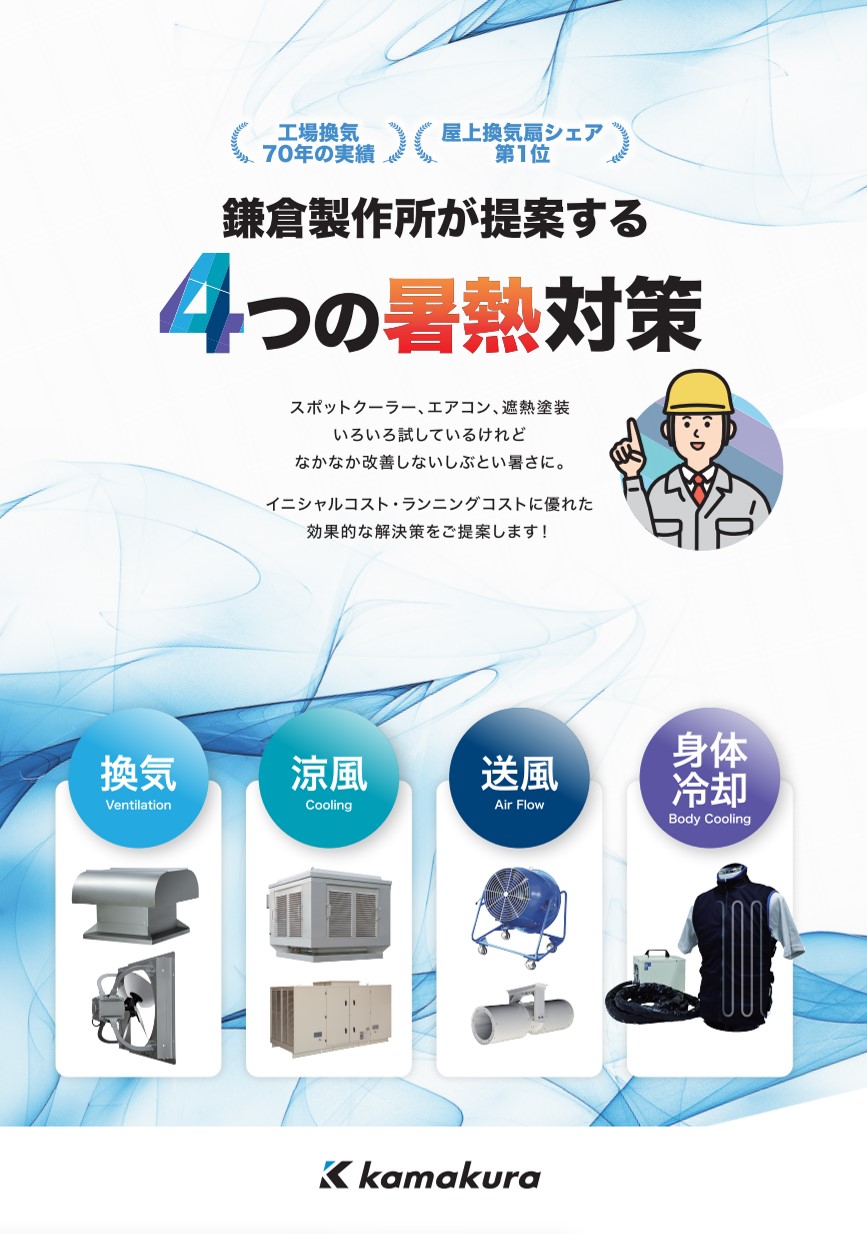 工場換気
70年の実績
屋上換気扇シェア
第1位
鎌倉製作所が提案する
4つの暑熱対策
スポットクーラー、エアコン、遮熱塗装
いろいろ試しているけれど
なかなか改善しないしぶとい暑さに。
イニシャルコスト・ランニングコストに優れた
効果的な解決策をご提案します！
換気
Ventilation
涼風
Cooling
送風
Air Flow
身体
冷却
Body Cooling
kamakura